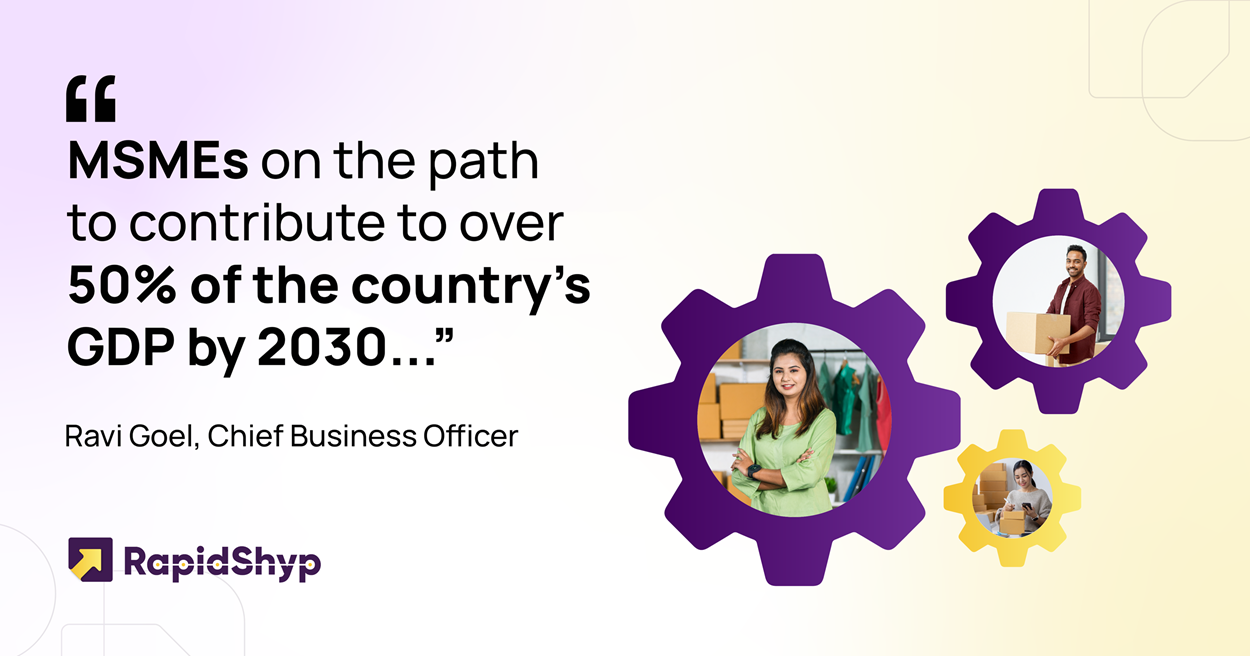 “
MSMEs on the path
to contribute to over
50% of the country’s
GDP by 2030...”
Ravi Goel, Chief Business Officer
RapidShyp